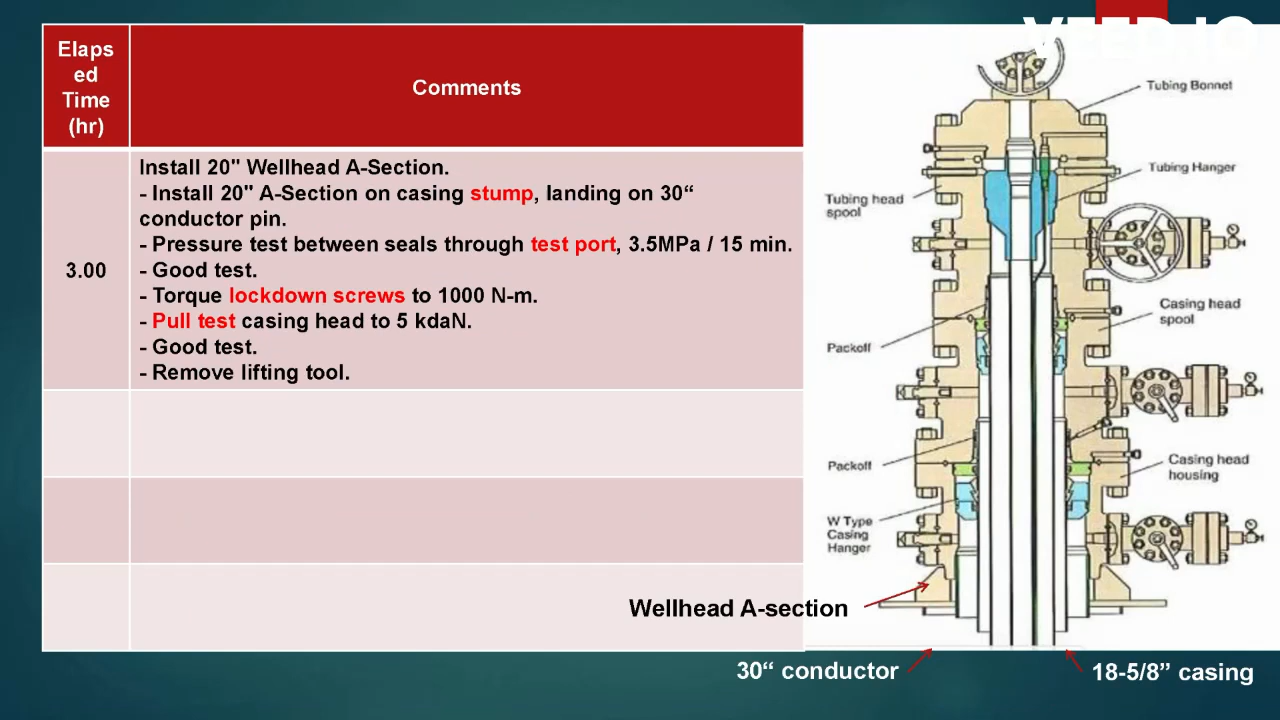 VEED.IO
Elaps
ed
Time
(hr)
Comments
3.00
Install 20" Wellhead A-Section.
- Install 20" A-Section on casing stump, landing on 30“
conductor pin.
- Pressure test between seals through test port, 3.5MPa / 15 min.
- Good test.
- Torque lockdown screws to 1000 N-m.
- Pull test casing head to 5 kdaN.
- Good test.
- Remove lifting tool.
Tubing Bonnet
Tubing Hanger
Tubing head
spool
Casing head
spool
Packoff
Packoff
Casing head
housing
W Type
Casing
Hanger
Wellhead A-section
30“ conductor
18-5/8” casing